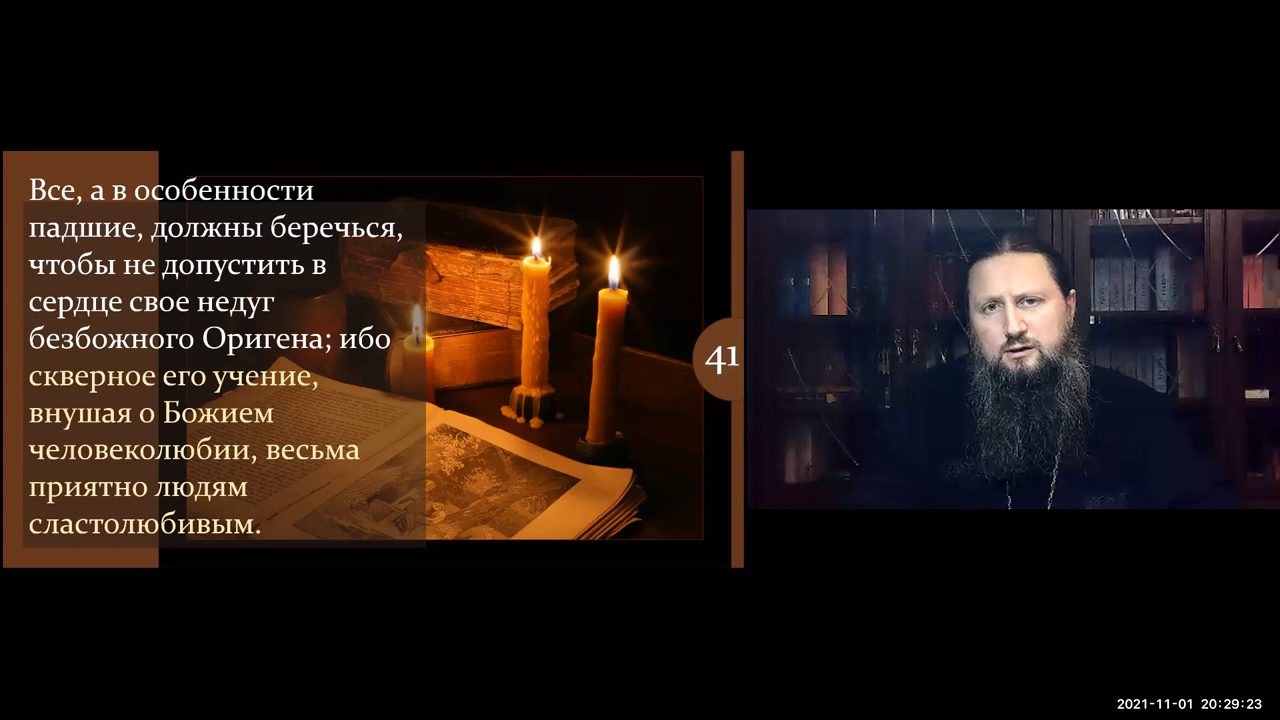 Все, а в особенности
падшие, должны беречься,
чтобы не допустить в
сердце свое недуг
безбожного Оригена; ибо
скверное его учение,
внушая о Божием
человеколюбии, весьма
приятно людям
сластолюбивым.
41
2021-11-01 20:29:23